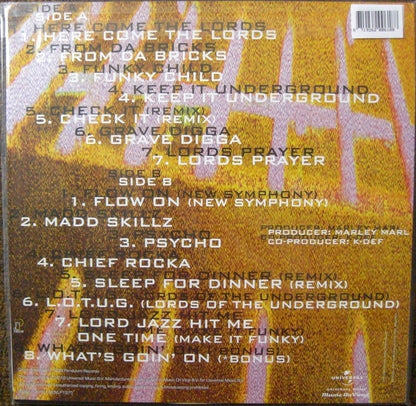 SIDE A
1. HERE COME THE LORDS
2. FROM DA BRICKS
3. FUNKY CHILD
4. KEEP IT UNDERGROUND
5. CHECK IT (REMIX)
6. GRAVE DIGGA
7. LORDS PRAYER
SIDE B
1. FLOW ON (NEW SYMPHONY)
2. MADD SKILLZ
3. PSYCHO
PRODUCER: MARLEY MARL
CO-PRODUCER: K-DEF
4. CHIEF ROCKA
5. SLEEP FOR DINNER (REMIX)
6. L.O.T.U.G. (LORDS OF THE UNDERGROUND)
7. LORD JAZZ HIT ME
ONE TIME (MAKE IT FUNKY)
8. WHAT'S GOIN' ON (*BONUS)
UNIVERSAL
Music On Vinyl